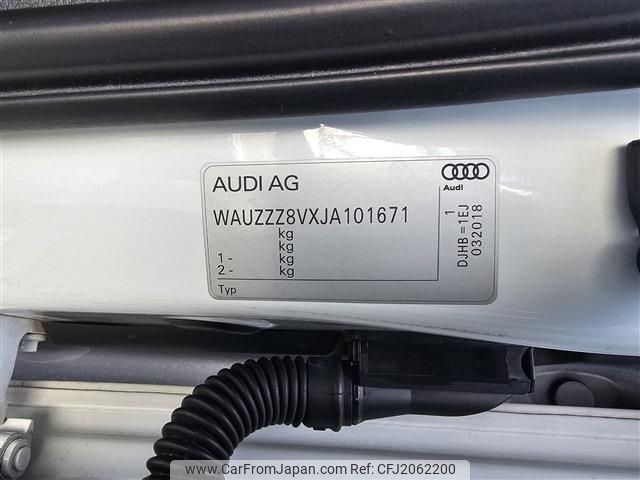 AUDI AG
Audi
WAUZZZ8VXJA101671
kg
kg
1 - kg
2 - kg
Typ
1
DJHB=1EJ
032018
www.CarFromJapan.com - Ref: CFJ2062200